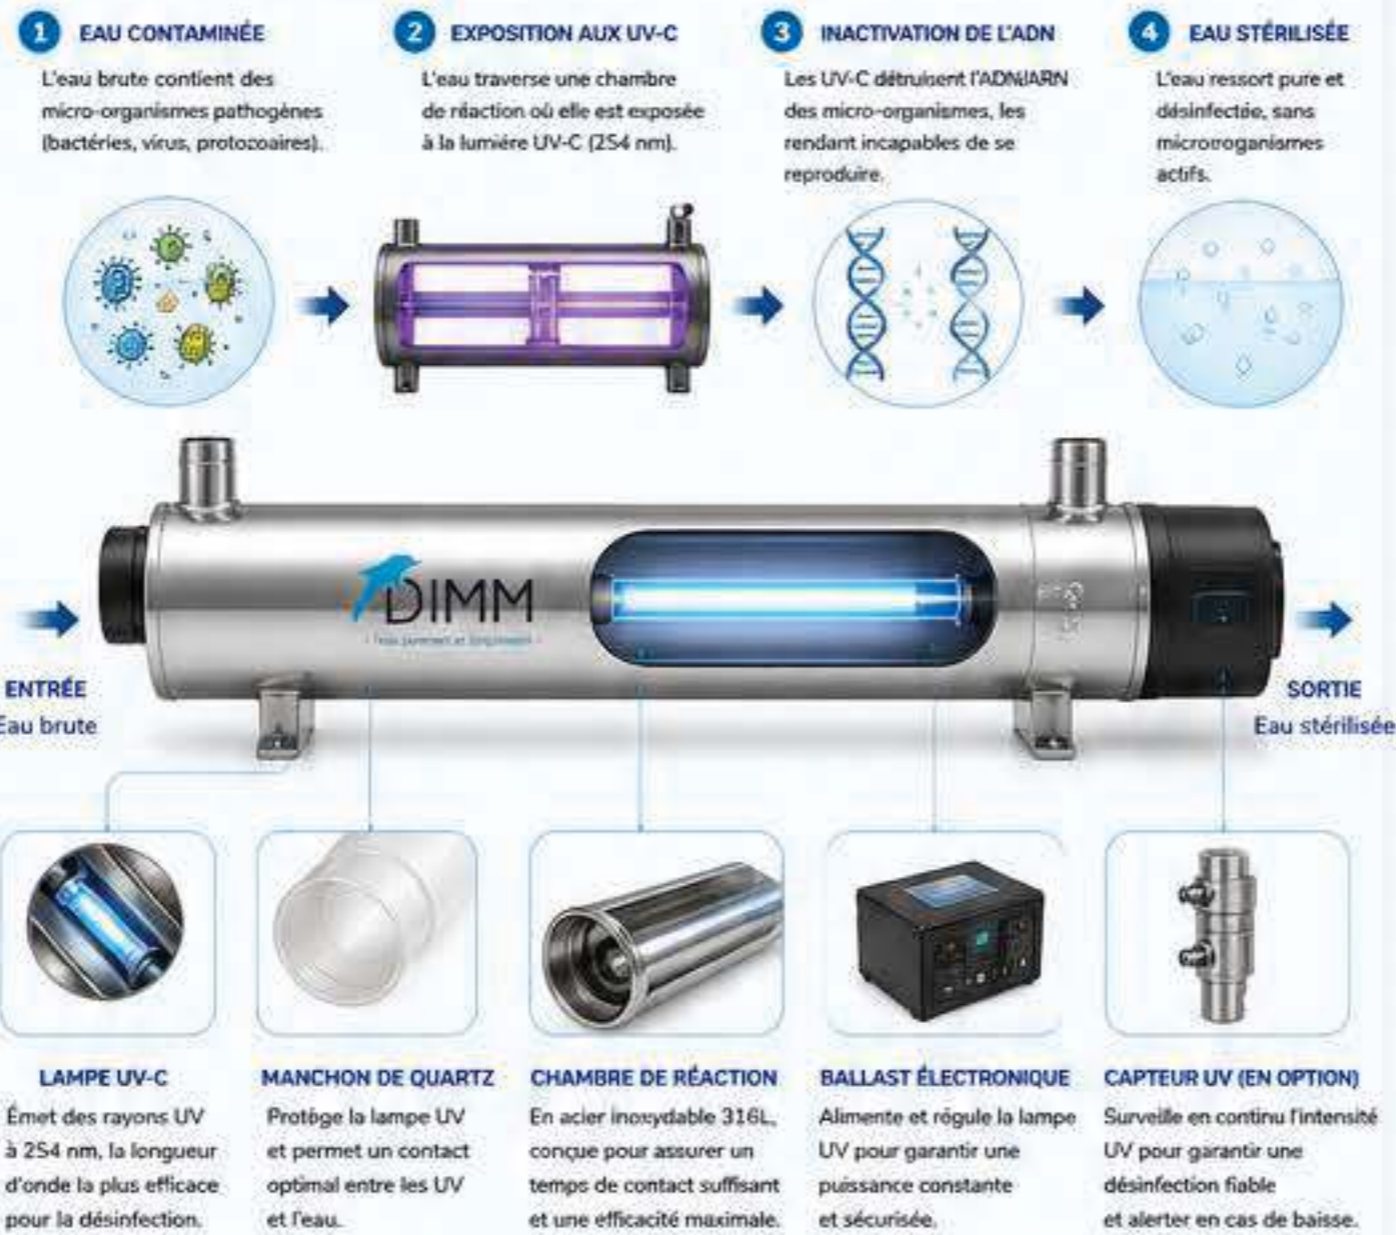 1 EAU CONTAMINÉE
L'eau brute contient des
micro-organismes pathogènes
(bactéries, virus, protozoaires).
2 EXPOSITION AUX UV-C
L'eau traverse une chambre
de réaction où elle est exposée
à la lumière UV-C (254 nm).
3 INACTIVATION DE L'ADN
Les UV-C détruisent l'ADN/ARN
des micro-organismes, les
rendant incapables de se
reproduire.
4 EAU STÉRILISÉE
L'eau ressort pure et
désinfectée, sans
microrroganismes
actifs.
DIMM
ENTRÉE
Eau brute
SORTIE
Eau stérilisée
LAMPE UV-C
Émet des rayons UV
à 254 nm, la longueur
d'onde la plus efficace
pour la désinfection.
MANCHON DE QUARTZ
Protège la lampe UV
et permet un contact
optimal entre les UV
et l'eau.
CHAMBRE DE RÉACTION
En acier inoxydable 316L,
conçue pour assurer un
temps de contact suffisant
et une efficacité maximale.
BALLAST ÉLECTRONIQUE
Alimente et régule la lampe
UV pour garantir une
puissance constante
et sécurisée.
CAPTEUR UV (EN OPTION)
Surveille en continu l'intensité
UV pour garantir une
désinfection fiable
et alerter en cas de baisse.